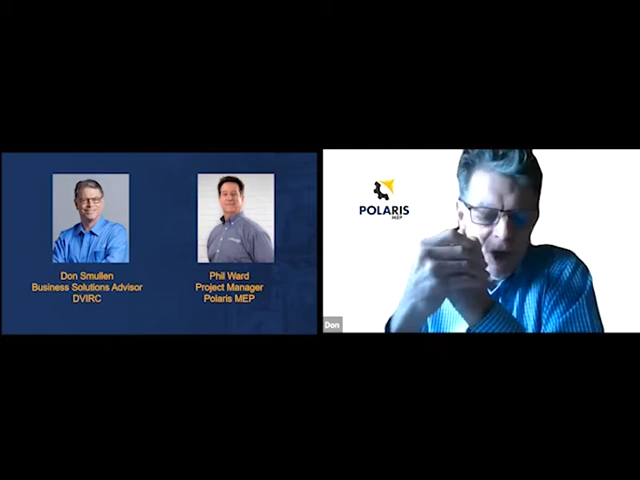 Don Smullen
Business Solutions Advisor
DVIRC
Phil Ward
Project Manager
Polaris MEP
POLARIS
MEP
Don